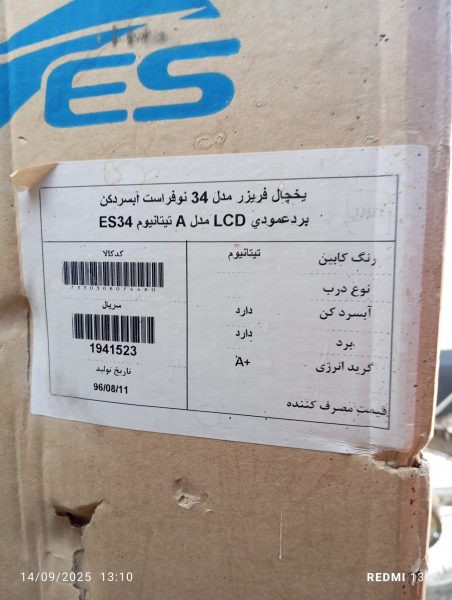 ES
یخچال فریزر مدل 34 نوفراست آبسردکن
برد عمودي LCD مدل A تیتانیوم ES34
رنگ کابین تیتانیوم
نوع درب
آبسرد کن دارد
برد دارد
گرید انرژی A+
قیمت مصرف کننده
کدکالا
سریال
1941523
تاریخ تولید
96/08/11
14/09/2025 13:10
REDMI 13